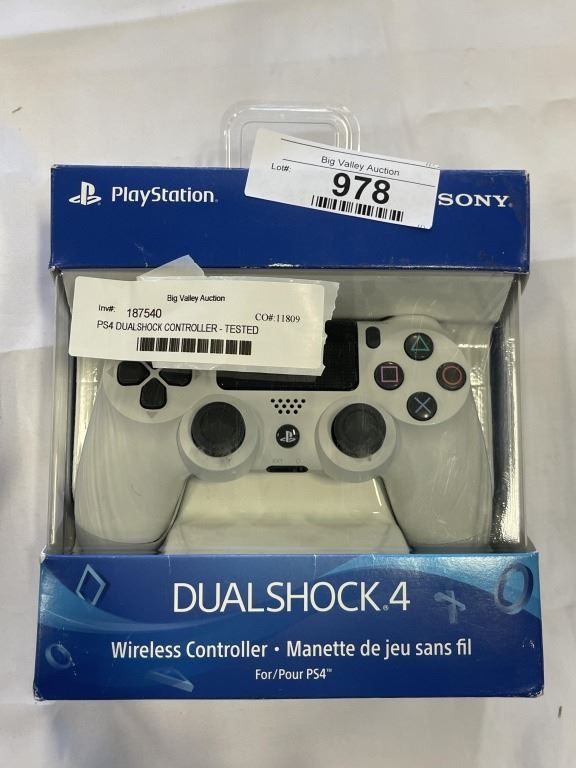 Big Valley Auction
Lot#:
978
PlayStation®
SONY®
Big Valley Auction
Inv#: 187540 CO#:11809
PS4 DUALSHOCK CONTROLLER - TESTED
EXT
DUALSHOCK®4
Wireless Controller • Manette de jeu sans fil
For/Pour PS4™